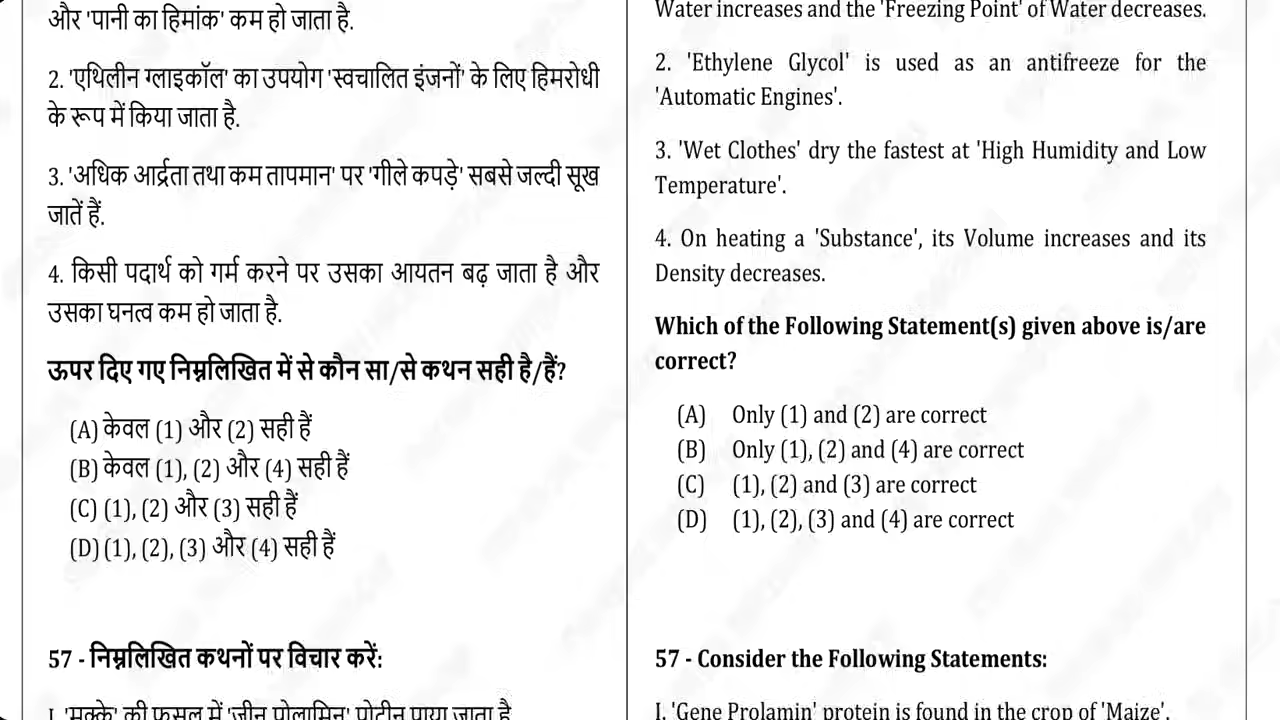 और 'पानी का हिमांक' कम हो जाता है.
2. 'एथिलीन ग्लाइकॉल' का उपयोग 'स्वचालित इंजनों' के लिए हिमरोधी
के रूप में किया जाता है.
3. 'अधिक आर्द्रता तथा कम तापमान' पर 'गीले कपड़े' सबसे जल्दी सूख
जातें हैं.
4. किसी पदार्थ को गर्म करने पर उसका आयतन बढ़ जाता है और
उसका घनत्व कम हो जाता है.
ऊपर दिए गए निम्नलिखित में से कौन सा/से कथन सही है/हैं?
(A) केवल (1) और (2) सही हैं
(B) केवल (1), (2) और (4) सही हैं
(C) (1), (2) और (3) सही हैं
(D) (1), (2), (3) और (4) सही हैं
57 - निम्नलिखित कथनों पर विचार करें:
I. 'मक्के' की फसल में 'जीन प्रोलामिन' प्रोटीन पाया जाता है
Water increases and the 'Freezing Point' of Water decreases.
2. 'Ethylene Glycol' is used as an antifreeze for the
'Automatic Engines'.
3. 'Wet Clothes' dry the fastest at 'High Humidity and Low
Temperature'.
4. On heating a 'Substance', its Volume increases and its
Density decreases.
Which of the Following Statement(s) given above is/are
correct?
(A) Only (1) and (2) are correct
(B) Only (1), (2) and (4) are correct
(C) (1), (2) and (3) are correct
(D) (1), (2), (3) and (4) are correct
57 - Consider the Following Statements:
I. 'Gene Prolamin' protein is found in the crop of 'Maize'.